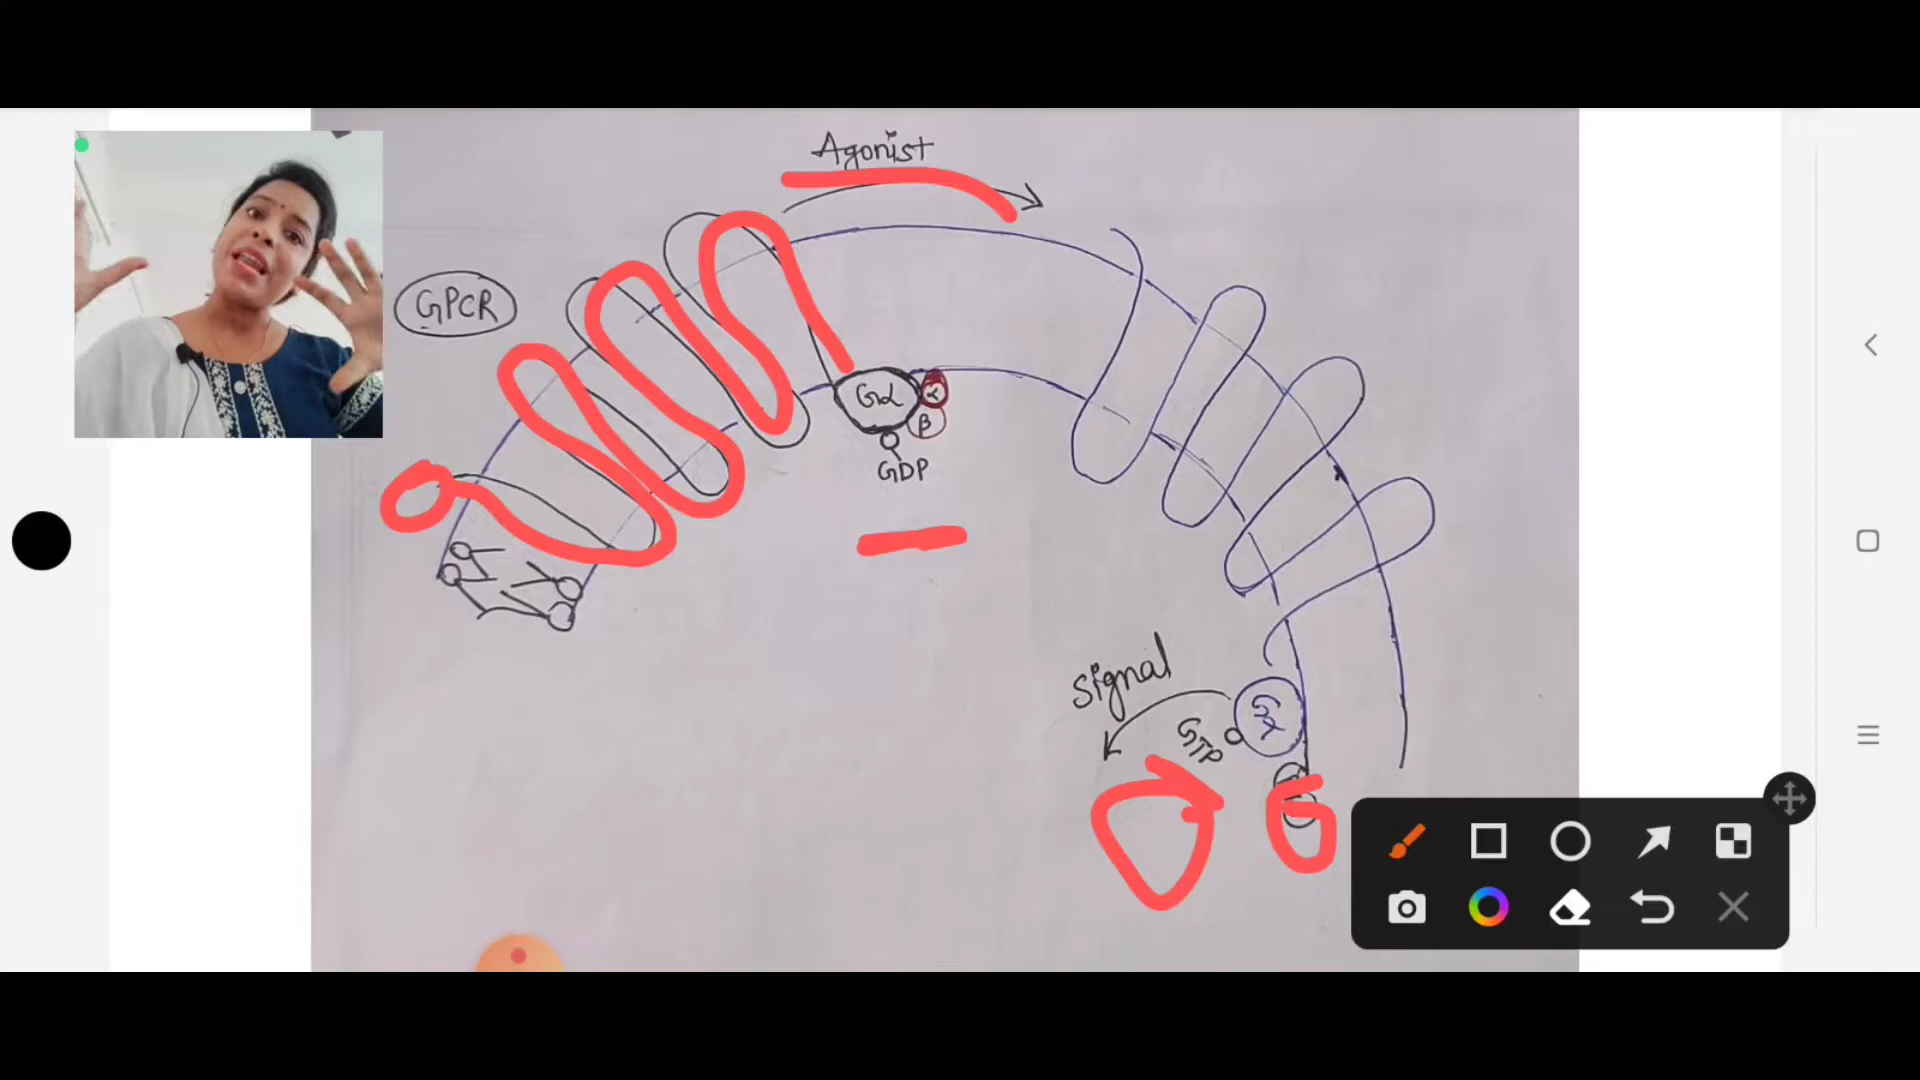 Agonist
GPCR
Gα
γ
β
GDP
signal
Gα
GTP